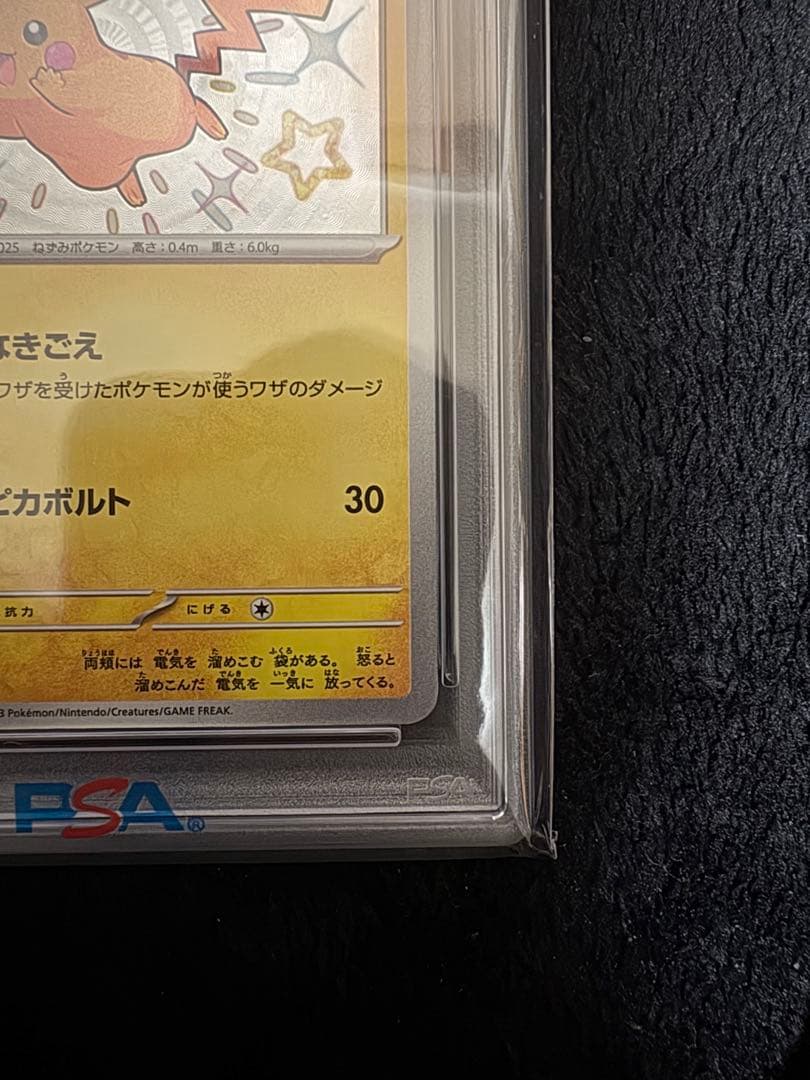 025 ねずみポケモン 高さ:0.4m 重さ:6.0kg
なきごえ
ワザを受けたポケモンが使うワザのダメージ
ピカボルト 30
抗力 にげる
両頬には 電気を 溜めこむ 袋がある。 怒ると
溜めこんだ 電気を 一気に 放ってくる。
3 Pokémon/Nintendo/Creatures/GAME FREAK.
PSA
PSA®